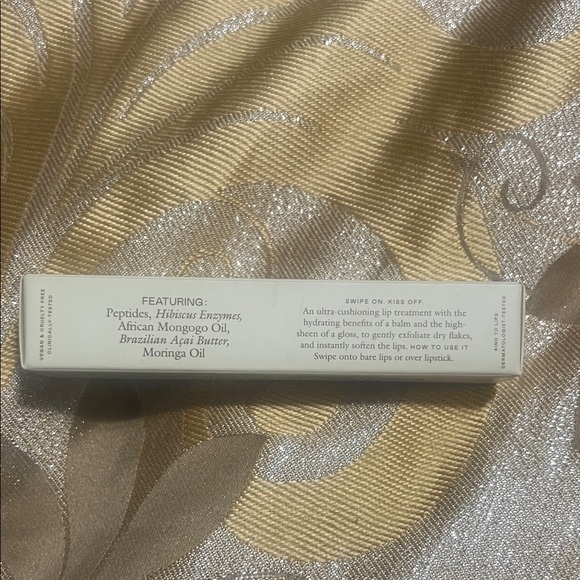 VEGAN & CRUELTY FREE
CLINICALLY-TESTED
FEATURING:
Peptides, Hibiscus Enzymes,
African Mongogo Oil,
Brazilian Açai Butter,
Moringa Oil
SWIPE ON. KISS OFF.
An ultra-cushioning lip treatment with the
hydrating benefits of a balm and the high-
sheen of a gloss, to gently exfoliate dry flakes,
and instantly soften the lips. HOW TO USE IT
Swipe onto bare lips or over lipstick.
KIND TO LIPS
DERMATOLOGIST-TESTED